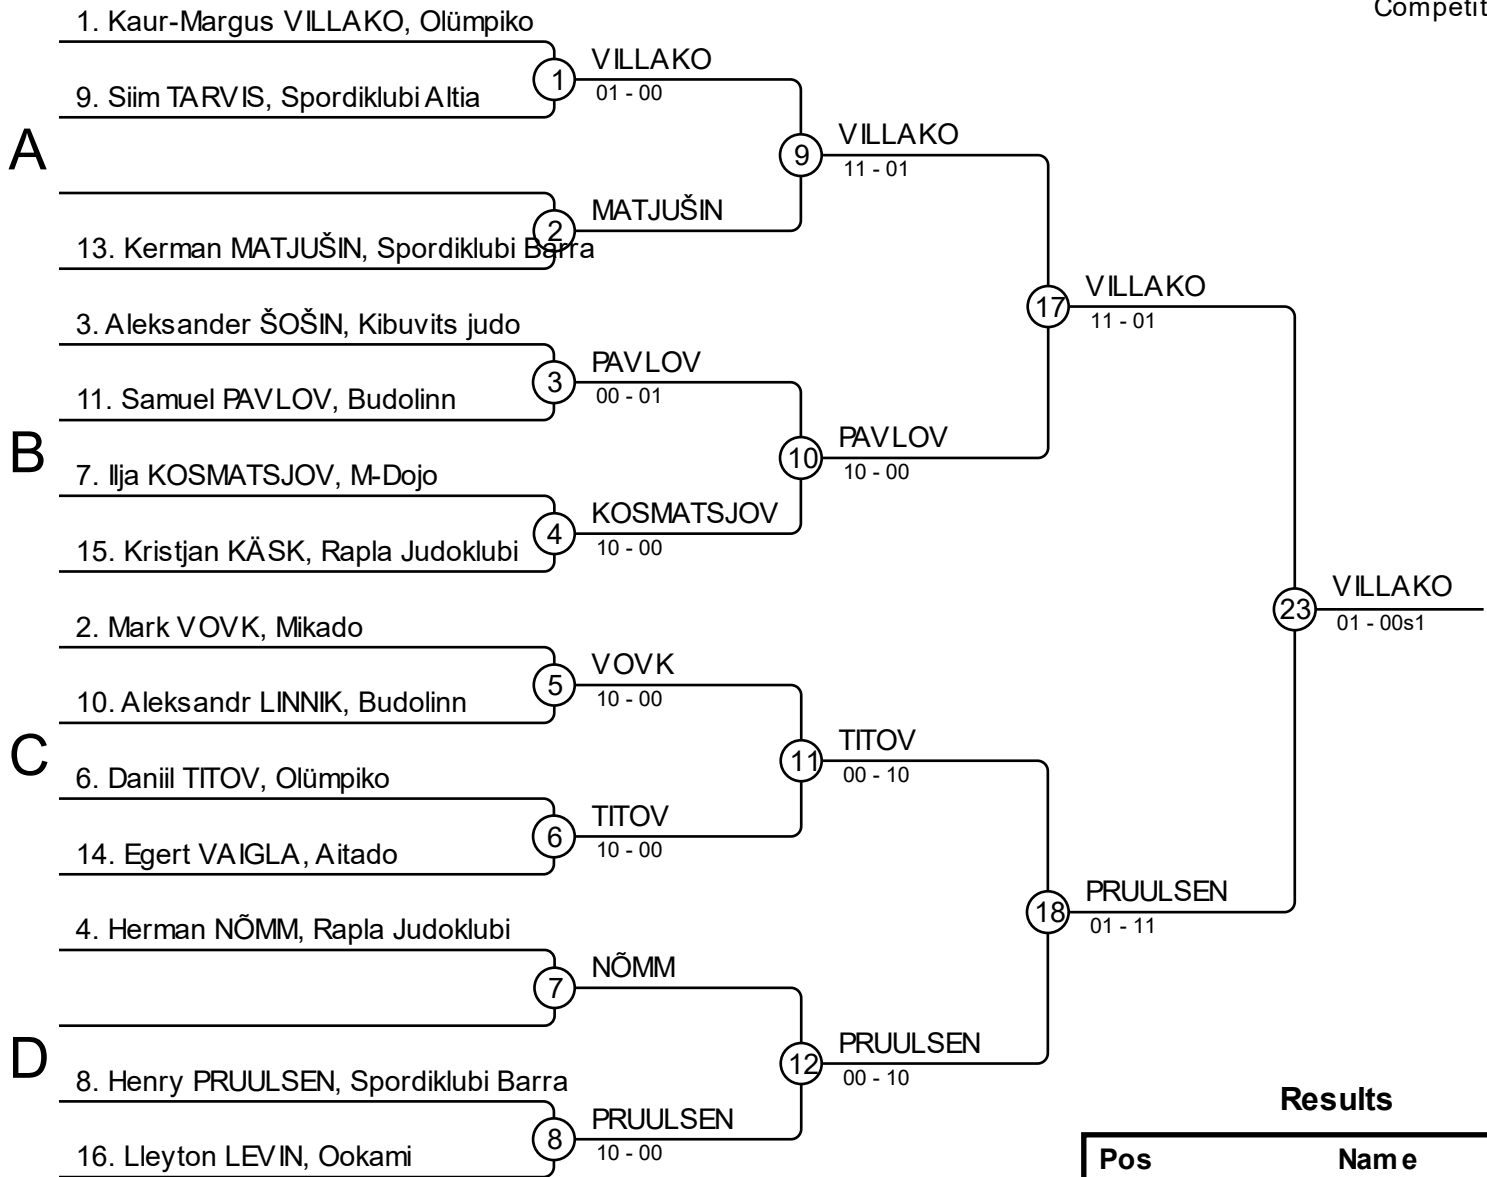 Competit
1. Kaur-Margus VILLAKO, Olümpiko
VILLAKO
1
01 - 00
9. Siim TARVIS, Spordiklubi Altia
A
VILLAKO
9
11 - 01
MATJUŠIN
2
13. Kerman MATJUŠIN, Spordiklubi Barra
VILLAKO
17
11 - 01
3. Aleksander ŠOŠIN, Kibuvits judo
PAVLOV
3
00 - 01
11. Samuel PAVLOV, Budolinn
B
PAVLOV
10
10 - 00
7. Ilja KOSMATSJOV, M-Dojo
KOSMATSJOV
4
10 - 00
15. Kristjan KÄSK, Rapla Judoklubi
VILLAKO
23
01 - 00s1
2. Mark VOVK, Mikado
VOVK
5
10 - 00
10. Aleksandr LINNIK, Budolinn
C
TITOV
11
00 - 10
6. Daniil TITOV, Olümpiko
TITOV
6
10 - 00
14. Egert VAIGLA, Aitado
PRUULSEN
18
01 - 11
4. Herman NÕMM, Rapla Judoklubi
NÕMM
7
D
PRUULSEN
12
00 - 10
8. Henry PRUULSEN, Spordiklubi Barra
PRUULSEN
8
10 - 00
16. Lleyton LEVIN, Ookami
Results
Pos Name